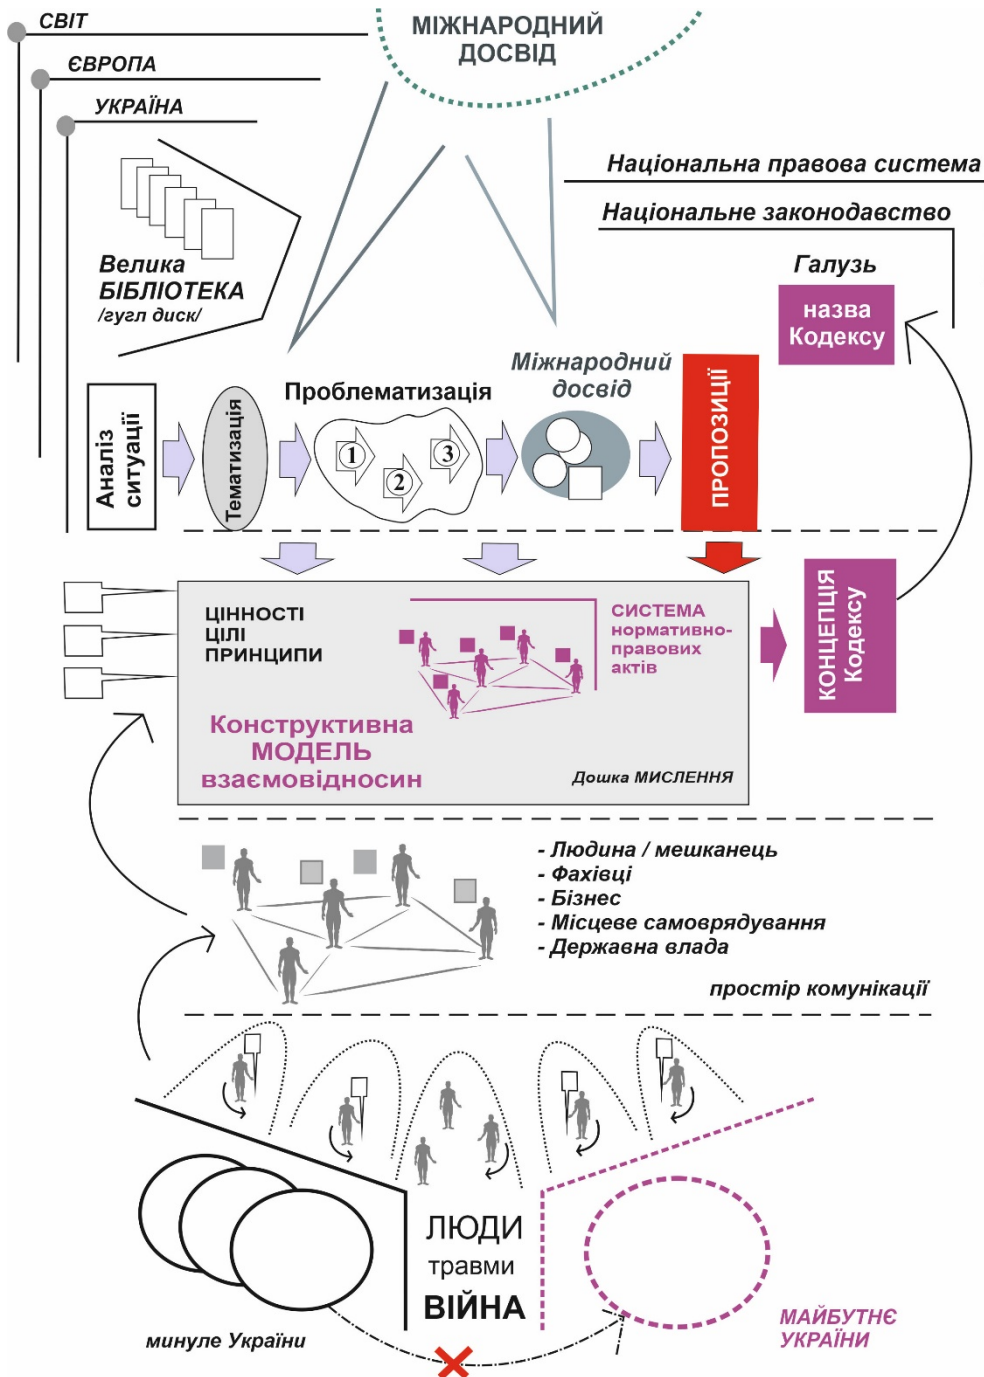 СВІТ
ЄВРОПА
УКРАЇНА
МІЖНАРОДНИЙ
ДОСВІД
Велика
БІБЛІОТЕКА
/гугл диск/
Національна правова система
Національне законодавство
Галузь
назва
Кодексу
Аналіз
ситуації
Тематизація
Проблематизація
1
2
3
Міжнародний
досвід
ПРОПОЗИЦІЇ
ЦІННОСТІ
ЦІЛІ
ПРИНЦИПИ
СИСТЕМА
нормативно-
правових
актів
Конструктивна
МОДЕЛЬ
взаємовідносин
Дошка МИСЛЕННЯ
КОНЦЕПЦІЯ
Кодексу
- Людина / мешканець
- Фахівці
- Бізнес
- Місцеве самоврядування
- Державна влада
простір комунікації
ЛЮДИ
травми
ВІЙНА
минуле України
МАЙБУТНЄ
УКРАЇНИ